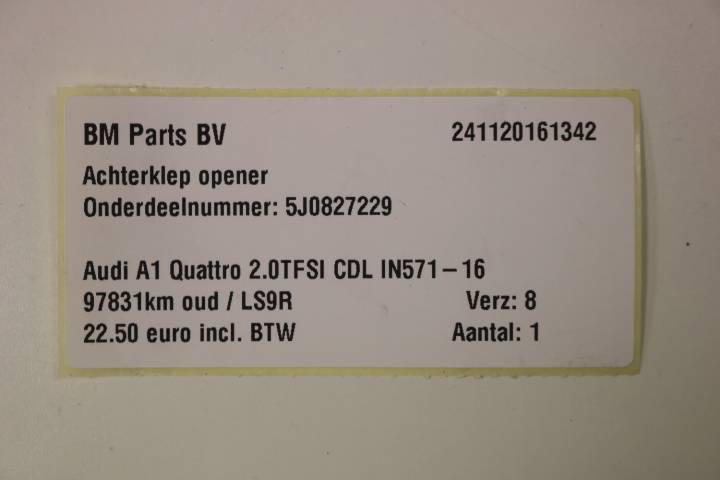 BM Parts BV 241120161342
Achterklep opener
Onderdeelnummer: 5J0827229
Audi A1 Quattro 2.0TFSI CDL IN571-16
97831km oud / LS9R Verz: 8
22.50 euro incl. BTW Aantal: 1